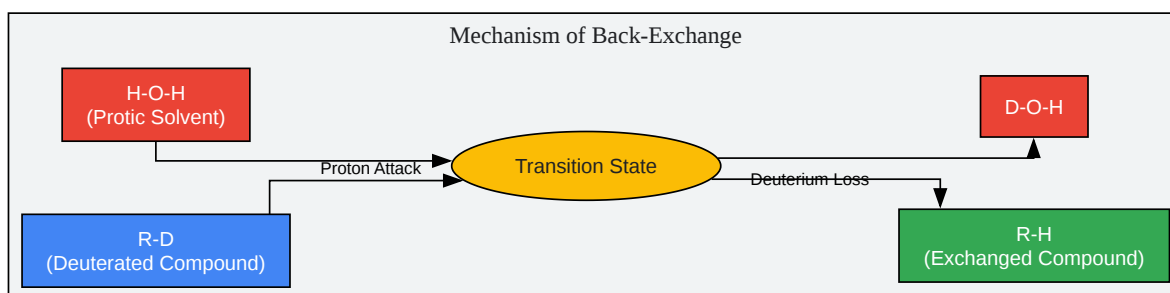 Mechanism of Back-Exchange
H-O-H
(Protic Solvent)
D-O-H
Proton Attack
Transition State
Deuterium Loss
R-D
(Deuterated Compound)
R-H
(Exchanged Compound)